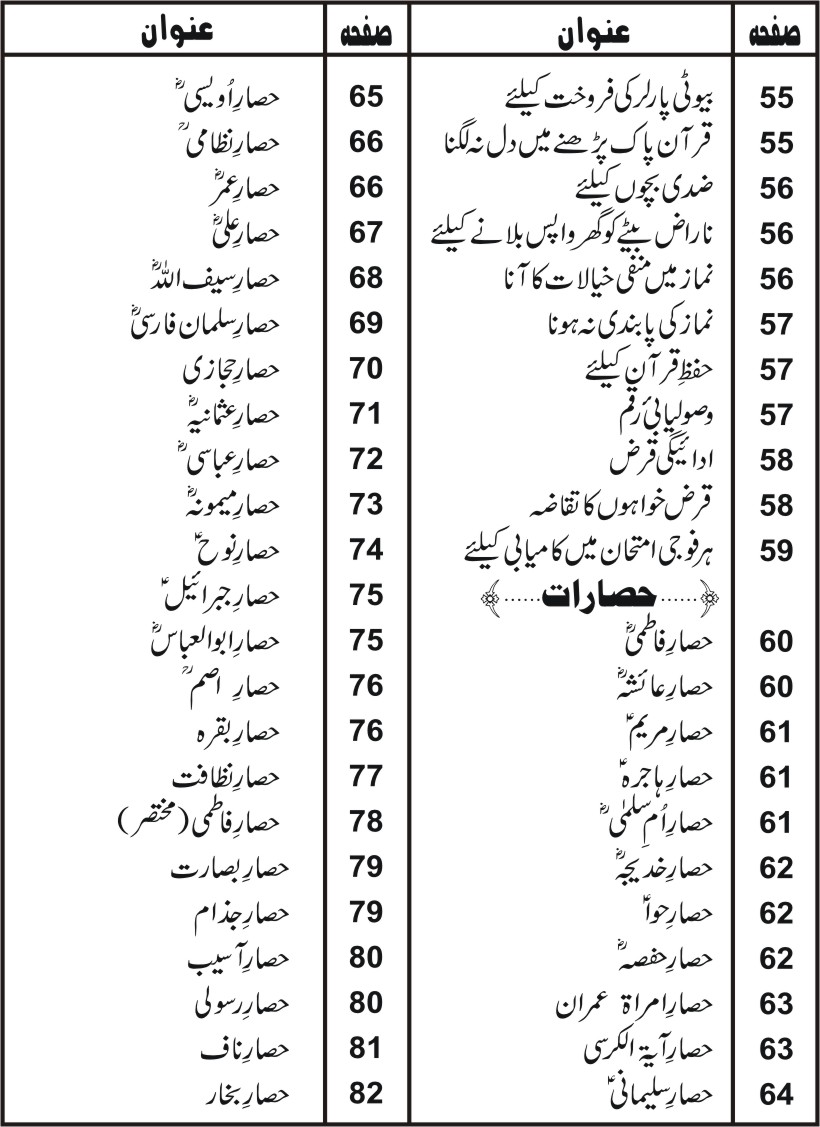 صفحہ عنوان
55 بیوٹی پارلر کی فروخت کیلئے
55 قرآن پاک پڑھنے میں دل نہ لگنا
56 ضدی بچوں کیلئے
56 ناراض بیٹے کو گھر واپس بلانے کیلئے
56 نماز میں منفی خیالات کا آنا
57 نماز کی پابندی نہ ہونا
57 حفظِ قرآن کیلئے
57 وصولیابیٔ رقم
58 ادائیگی قرض
58 قرض خواہوں کا تقاضہ
59 ہر فوجی امتحان میں کامیابی کیلئے
......حصارات......
60 حصارِ فاطمیؓ
60 حصارِ عائشہؓ
61 حصارِ مریمؑ
61 حصارِ ہاجرہؑ
61 حصارِ اُمِ سلمٰیؓ
62 حصارِ خدیجہؓ
62 حصارِ حواؑ
62 حصارِ حفصہؓ
63 حصارِ امراۃ عمران
63 حصارِ آیۃ الکرسی
64 حصارِ سلیمانیؑ
صفحہ عنوان
65 حصارِ اُویسیؓ
66 حصارِ نظامیؒ
66 حصارِ عمرؓ
67 حصارِ علیؓ
68 حصارِ سیف اللہؓ
69 حصارِ سلمان فارسیؓ
70 حصارِ حجازی
71 حصارِ عثمانیہؓ
72 حصارِ عباسیؓ
73 حصارِ میمونہؓ
74 حصارِ نوحؑ
75 حصارِ جبرائیلؑ
75 حصارِ ابوالعباسؓ
76 حصارِ اصمؒ
76 حصارِ بقرہ
77 حصارِ نظافت
78 حصارِ فاطمی (مختصر)
79 حصارِ بصارت
79 حصارِ جذام
80 حصارِ آسیب
80 حصارِ رسولی
81 حصارِ ناف
82 حصارِ بخار